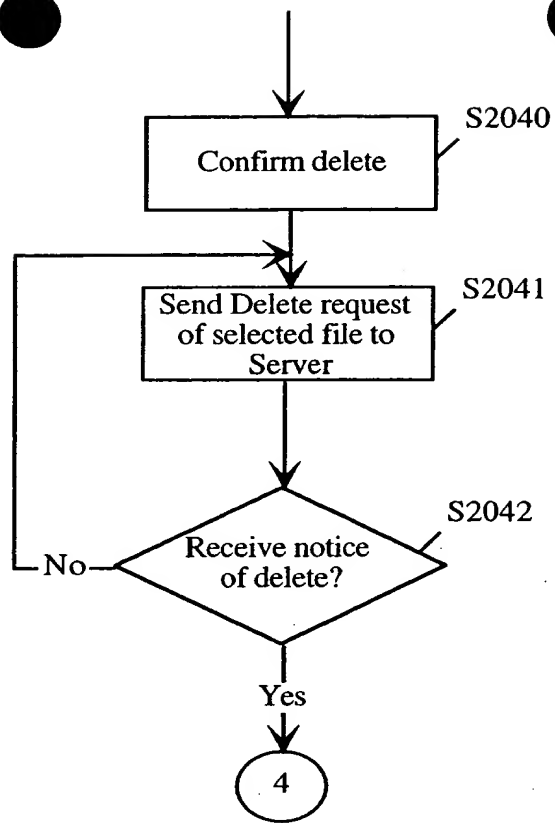 S2040
Confirm delete
S2041
Send Delete request
of selected file to
Server
S2042
Receive notice
of delete?
No
Yes
4